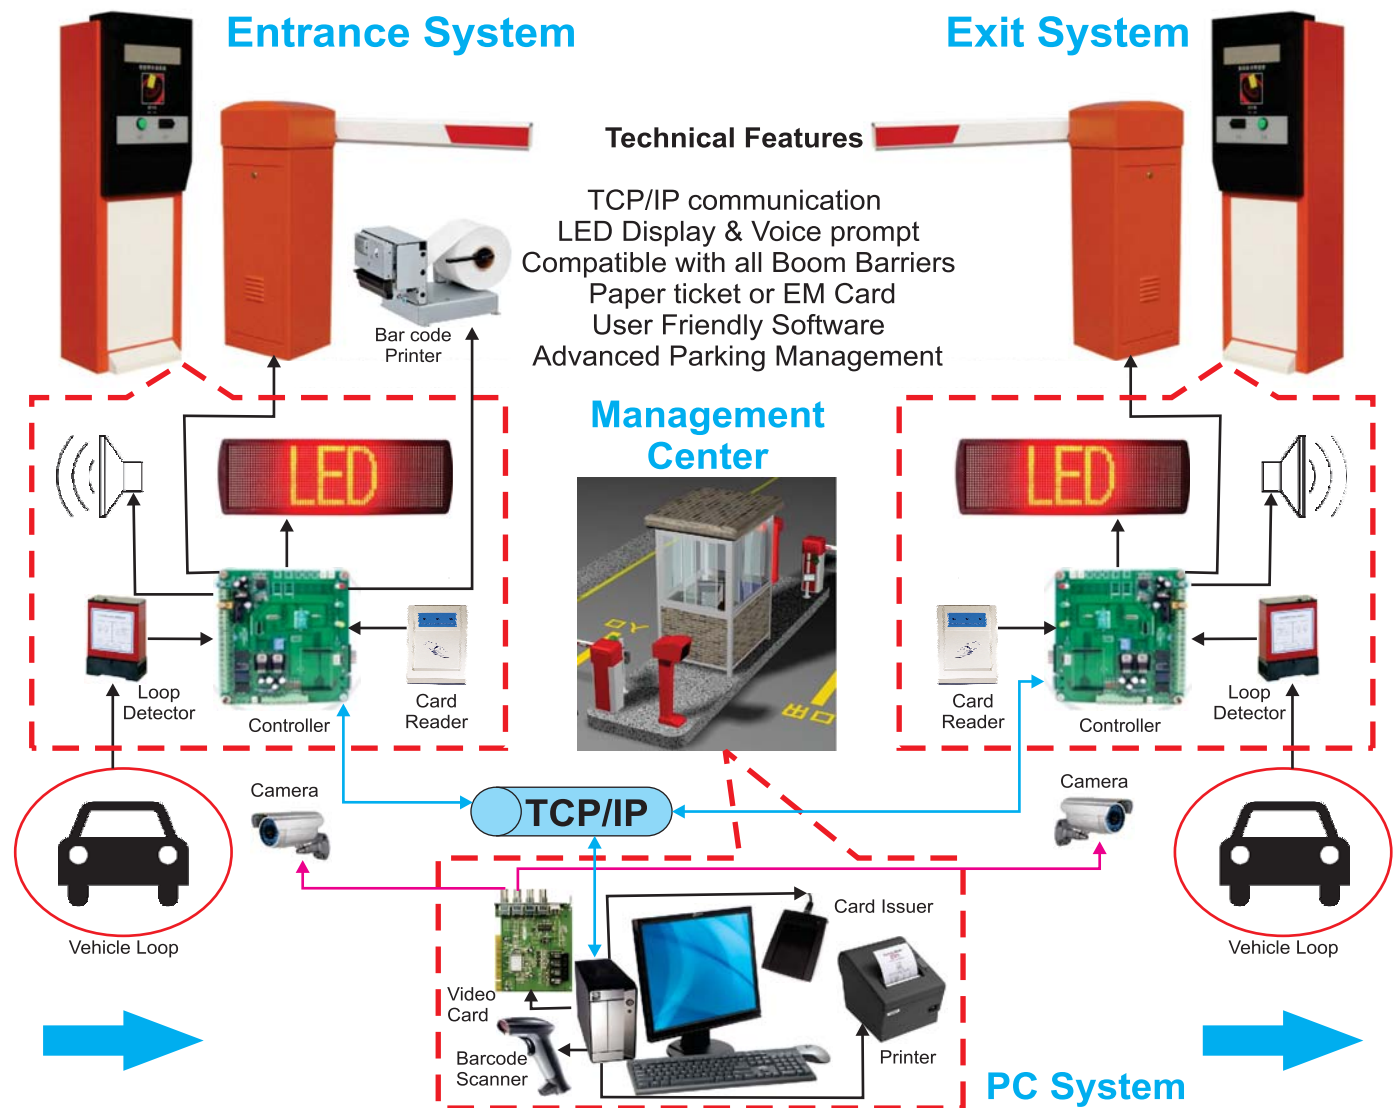 Entrance System
Exit System
Technical Features
TCP/IP communication
LED Display & Voice prompt
Compatible with all Boom Barriers
Paper ticket or EM Card
User Friendly Software
Advanced Parking Management
Bar code
Printer
Management
Center
LED
LED
Loop
Detector
Controller
Card
Reader
Card
Reader
Controller
Loop
Detector
出口
Camera
Camera
TCP/IP
Vehicle Loop
Vehicle Loop
Card Issuer
Video
Card
Barcode
Scanner
Printer
PC System